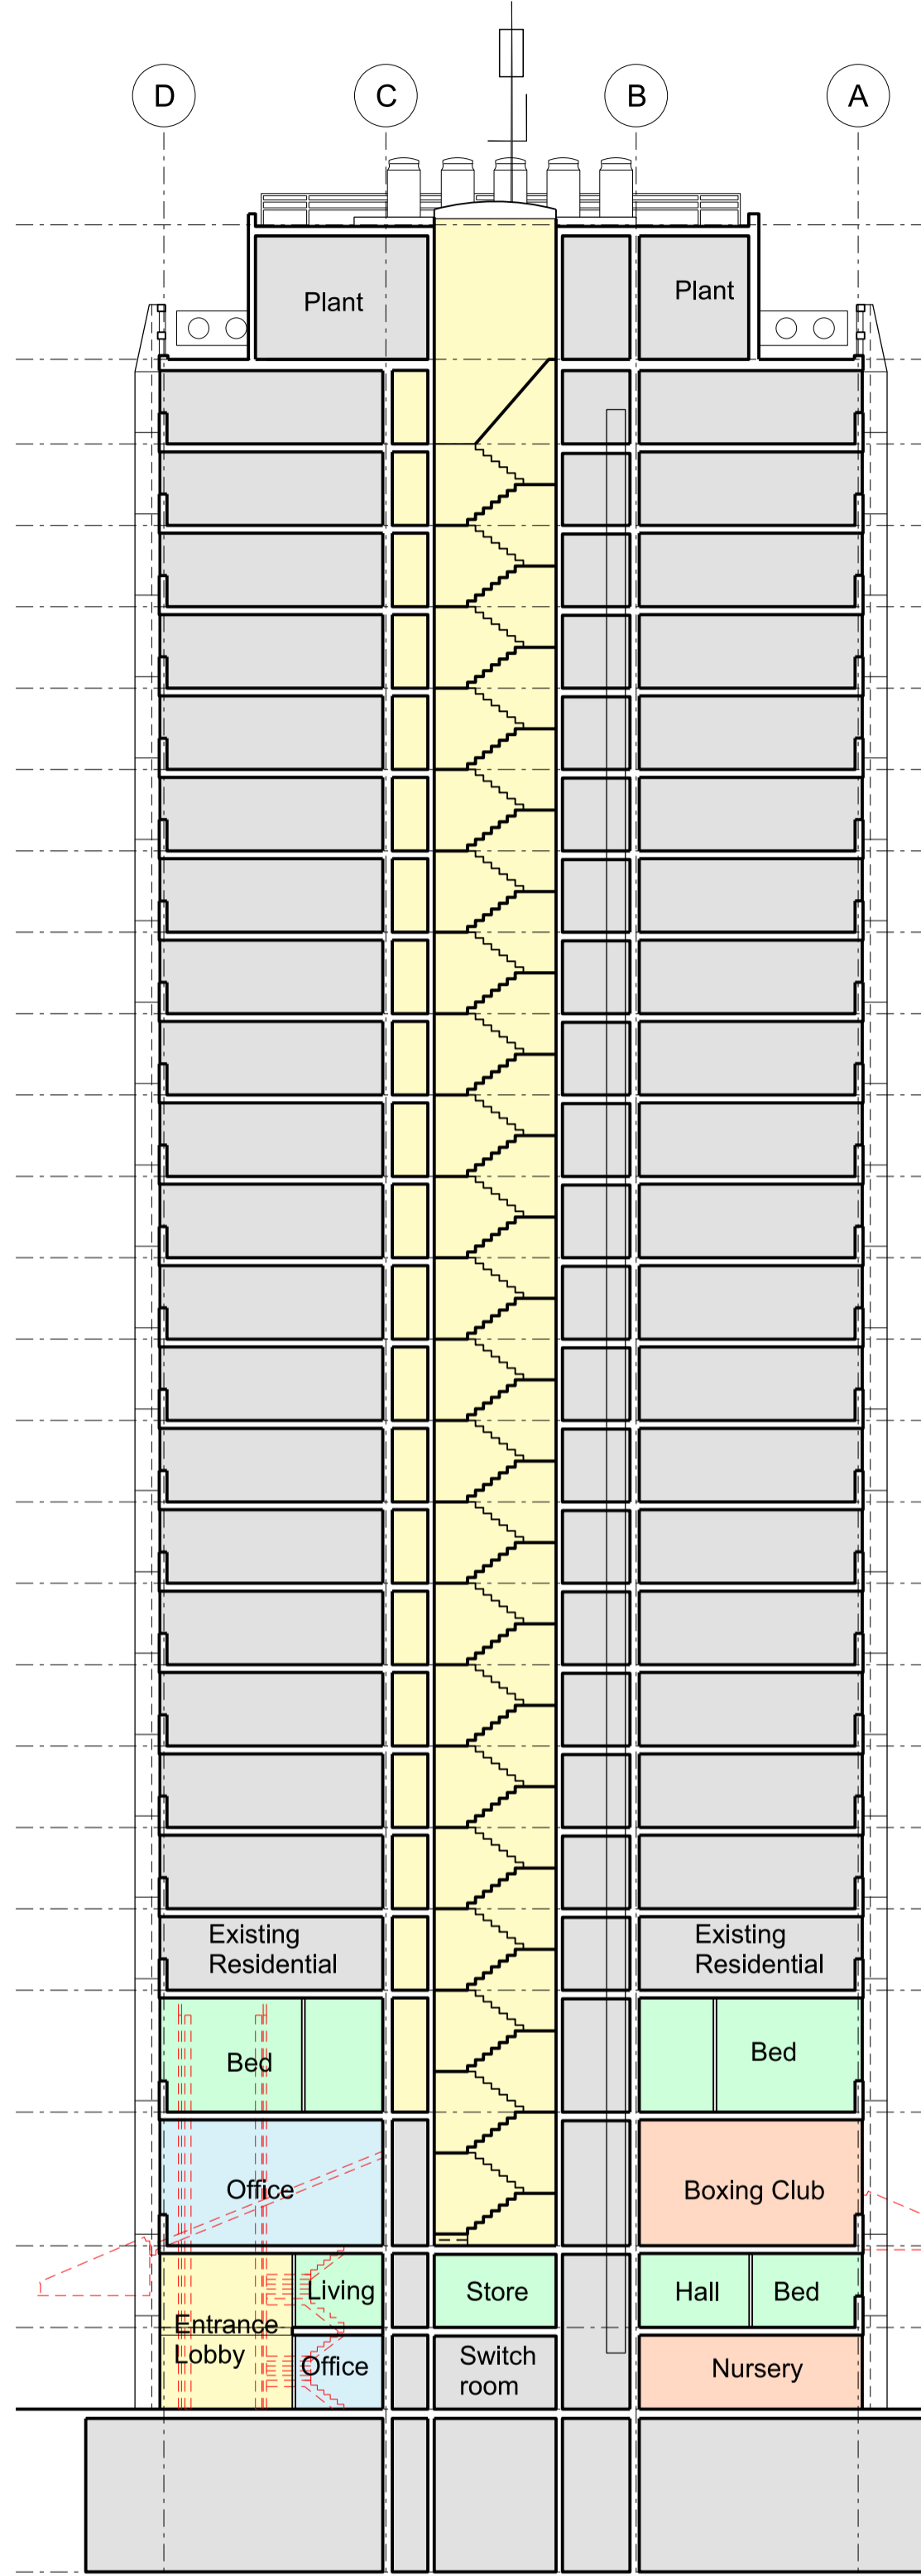 D
C
B
A
Plant
Plant
Existing
Residential
Existing
Residential
Bed
Bed
Office
Boxing Club
Living
Store
Hall
Bed
Entrance
Lobby
Office
Switch
room
Nursery